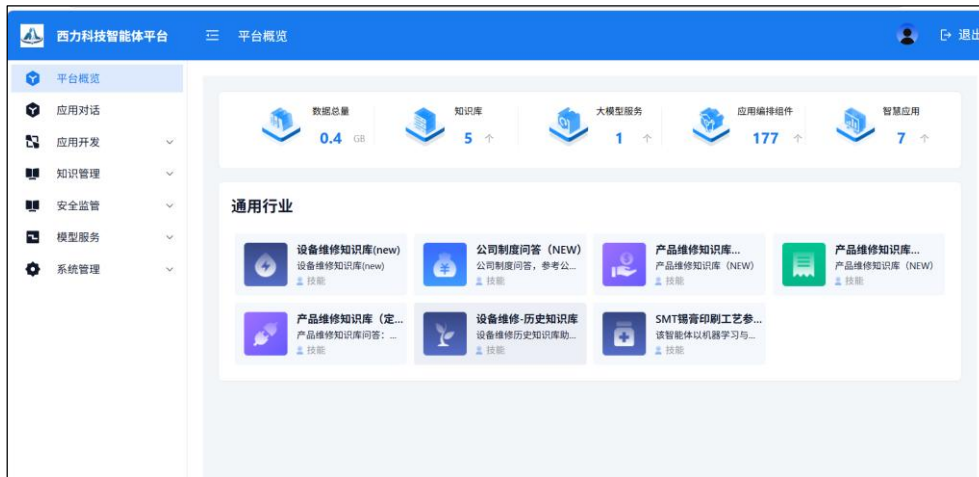 西力科技智能体平台
平台概览
退出
平台概览
应用对话
应用开发
知识管理
安全监管
模型服务
系统管理
数据总量
0.4 GB
知识库
5 个
大模型服务
1 个
应用编排组件
177 个
智慧应用
7 个
通用行业
设备维修知识库(new)
设备维修知识库(new)
技能
公司制度问答（NEW）
公司制度问答，参考公...
技能
产品维修知识库...
产品维修知识库（NEW）
技能
产品维修知识库...
产品维修知识库（NEW）
技能
产品维修知识库（定...
产品维修知识库问答：...
技能
设备维修-历史知识库
设备维修历史知识库助...
技能
SMT锡膏印刷工艺参...
该智能体以机器学习与...
技能